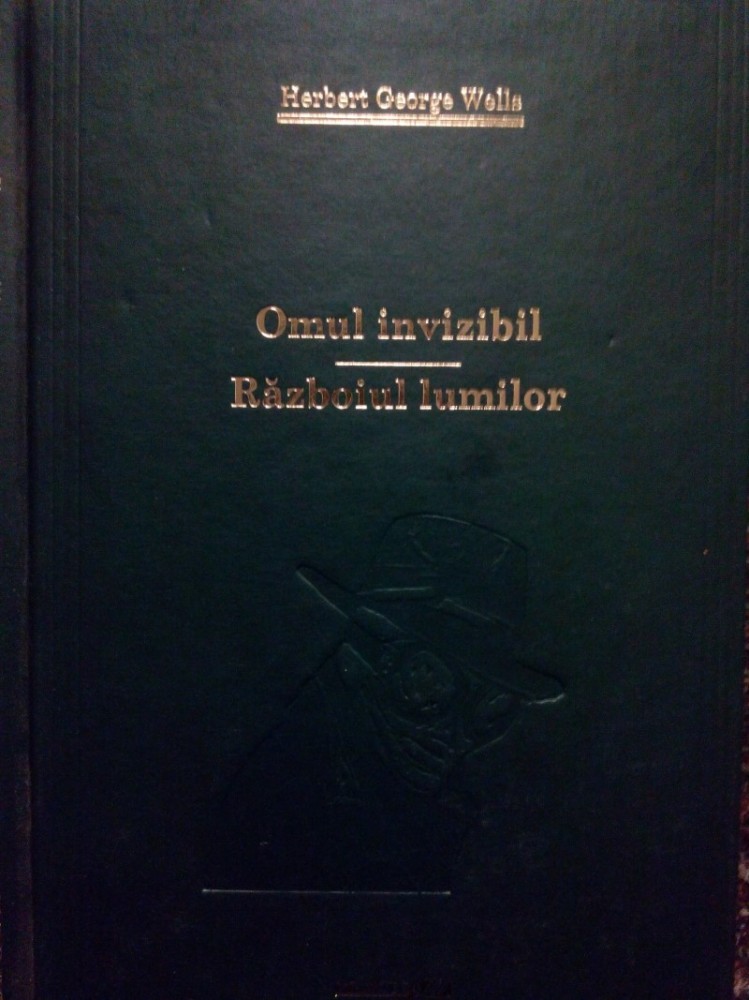 Herbert George Wells
Omul invizibil
Războiul lumilor